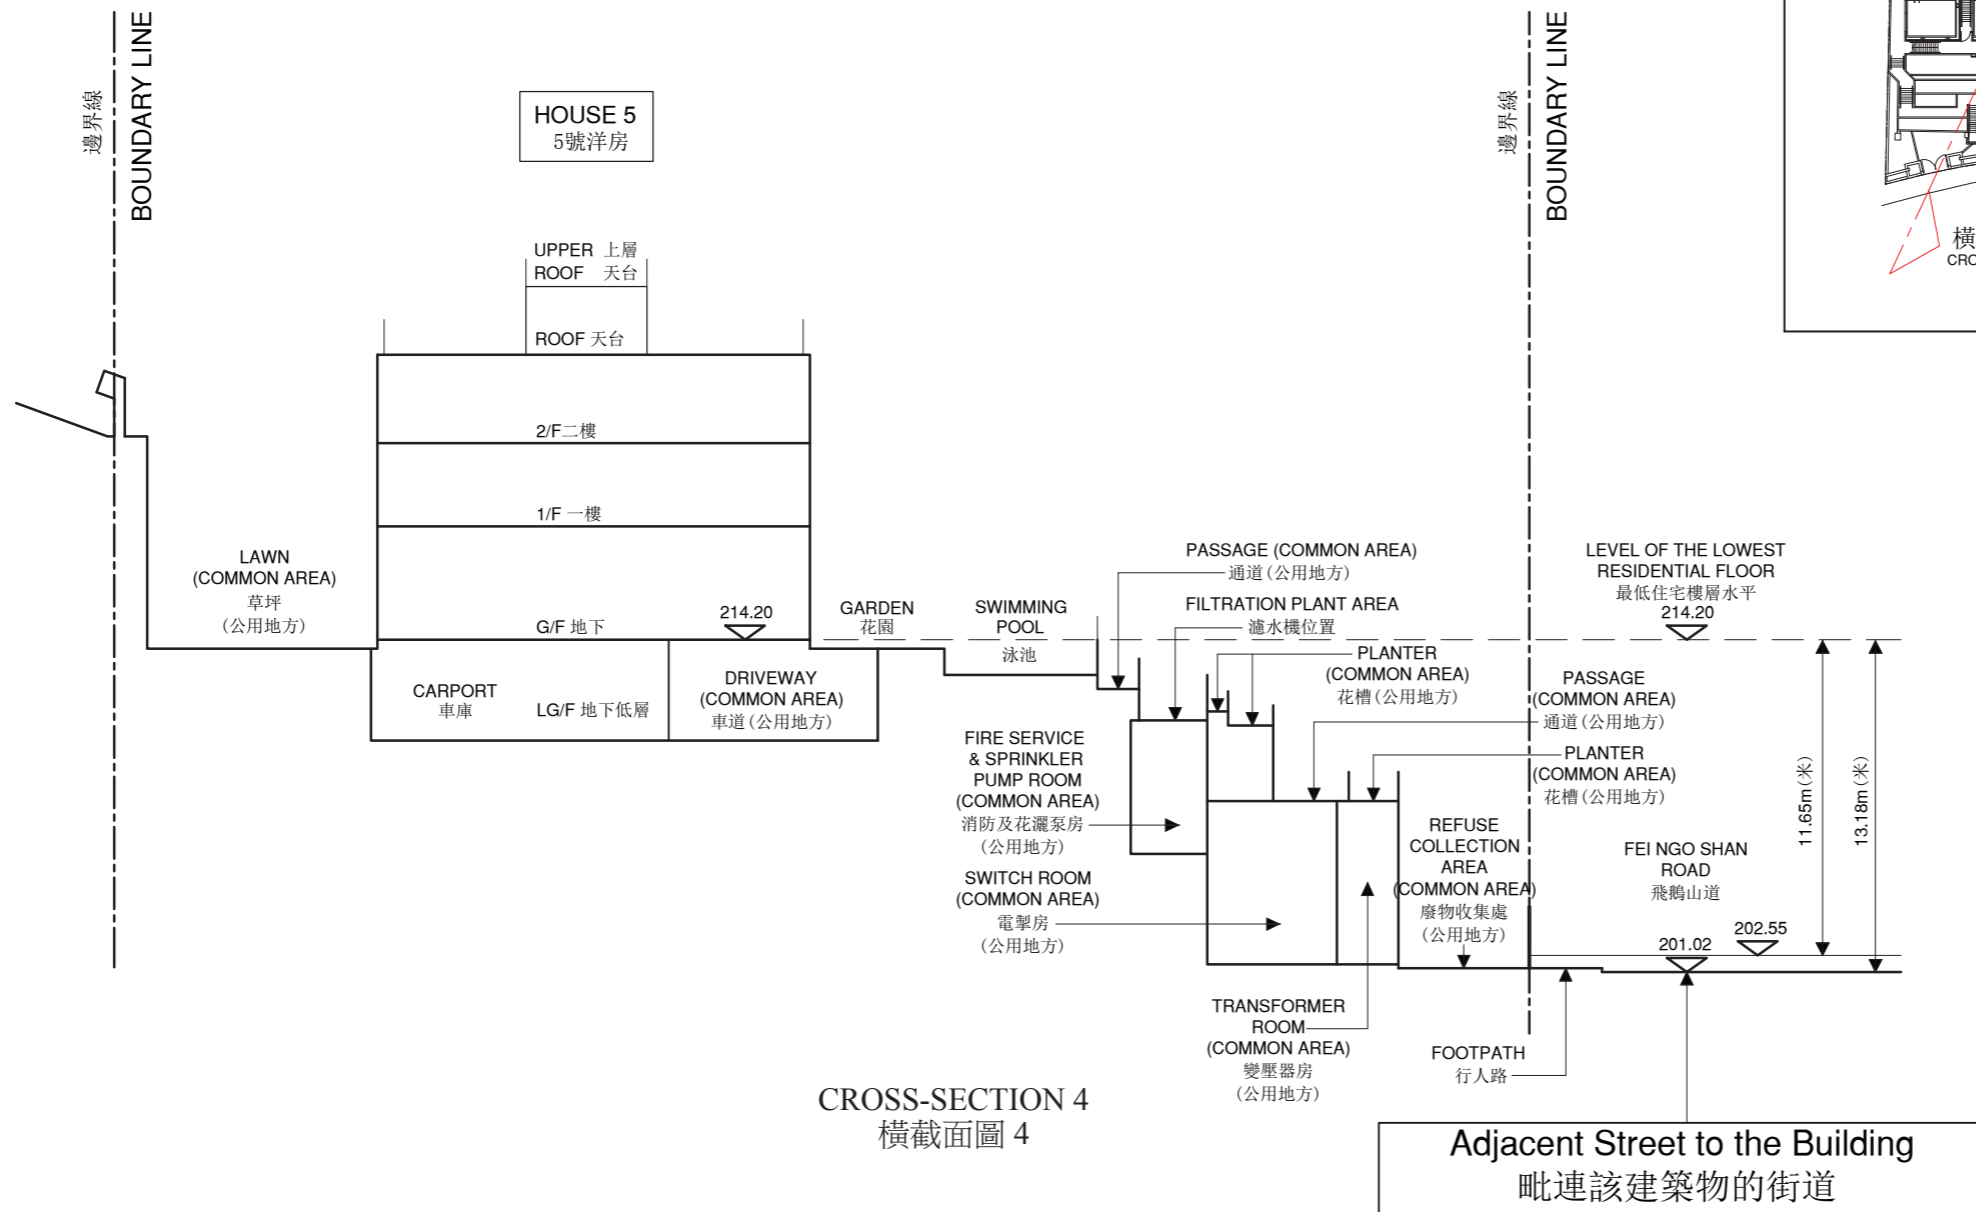 邊界線
BOUNDARY LINE
HOUSE 5
5號洋房
邊界線
BOUNDARY LINE
橫
CRO
UPPER 上層
ROOF 天台
ROOF 天台
2/F二樓
1/F 一樓
G/F 地下
214.20
LAWN
(COMMON AREA)
草坪
(公用地方)
CARPORT
車庫
LG/F 地下低層
DRIVEWAY
(COMMON AREA)
車道(公用地方)
GARDEN
花園
SWIMMING
POOL
泳池
PASSAGE (COMMON AREA)
通道(公用地方)
FILTRATION PLANT AREA
濾水機位置
PLANTER
(COMMON AREA)
花槽(公用地方)
LEVEL OF THE LOWEST
RESIDENTIAL FLOOR
最低住宅樓層水平
214.20
PASSAGE
(COMMON AREA)
通道(公用地方)
PLANTER
(COMMON AREA)
花槽(公用地方)
FIRE SERVICE
& SPRINKLER
PUMP ROOM
(COMMON AREA)
消防及花灑泵房
(公用地方)
SWITCH ROOM
(COMMON AREA)
電掣房
(公用地方)
REFUSE
COLLECTION
AREA
(COMMON AREA)
廢物收集處
(公用地方)
FEI NGO SHAN
ROAD
飛鵝山道
11.65m(米)
13.18m(米)
202.55
201.02
TRANSFORMER
ROOM
(COMMON AREA)
變壓器房
(公用地方)
FOOTPATH
行人路
CROSS-SECTION 4
橫截面圖 4
Adjacent Street to the Building
毗連該建築物的街道